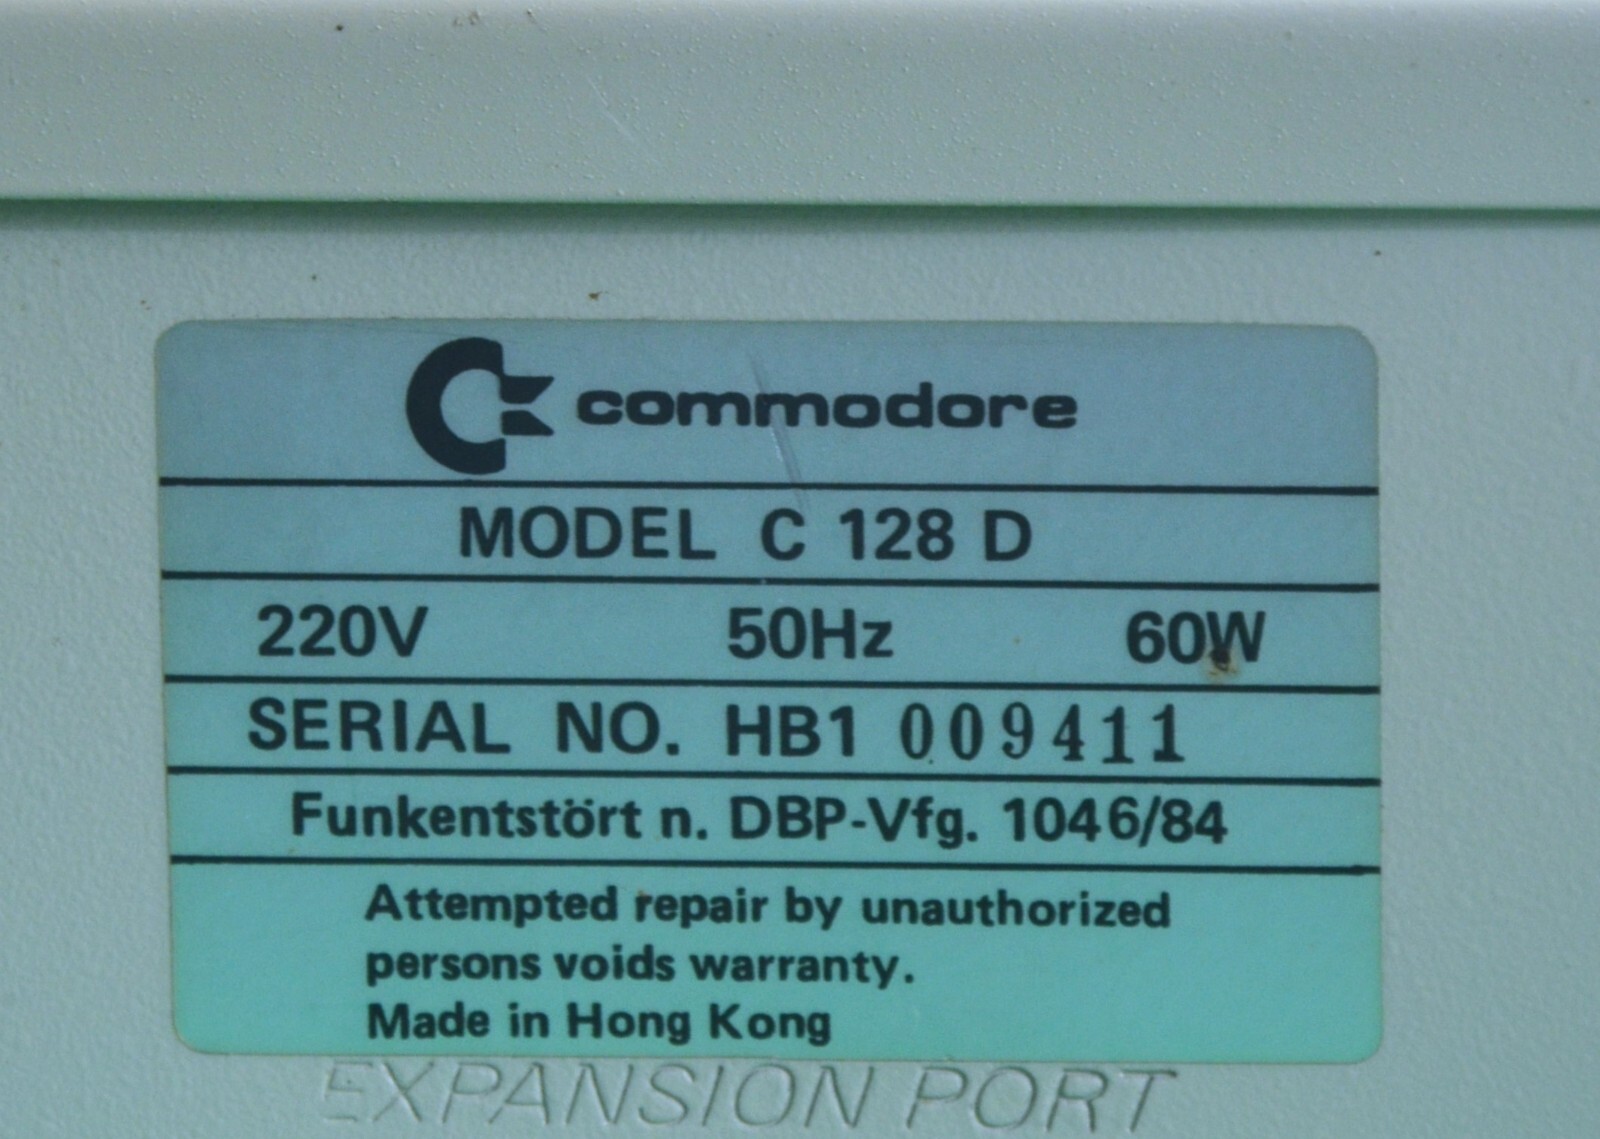 commodore
MODEL C 128 D
220V 50Hz 60W
SERIAL NO. HB1 009411
Funkentstört n. DBP-Vfg. 1046/84
Attempted repair by unauthorized
persons voids warranty.
Made in Hong Kong
EXPANSION PORT